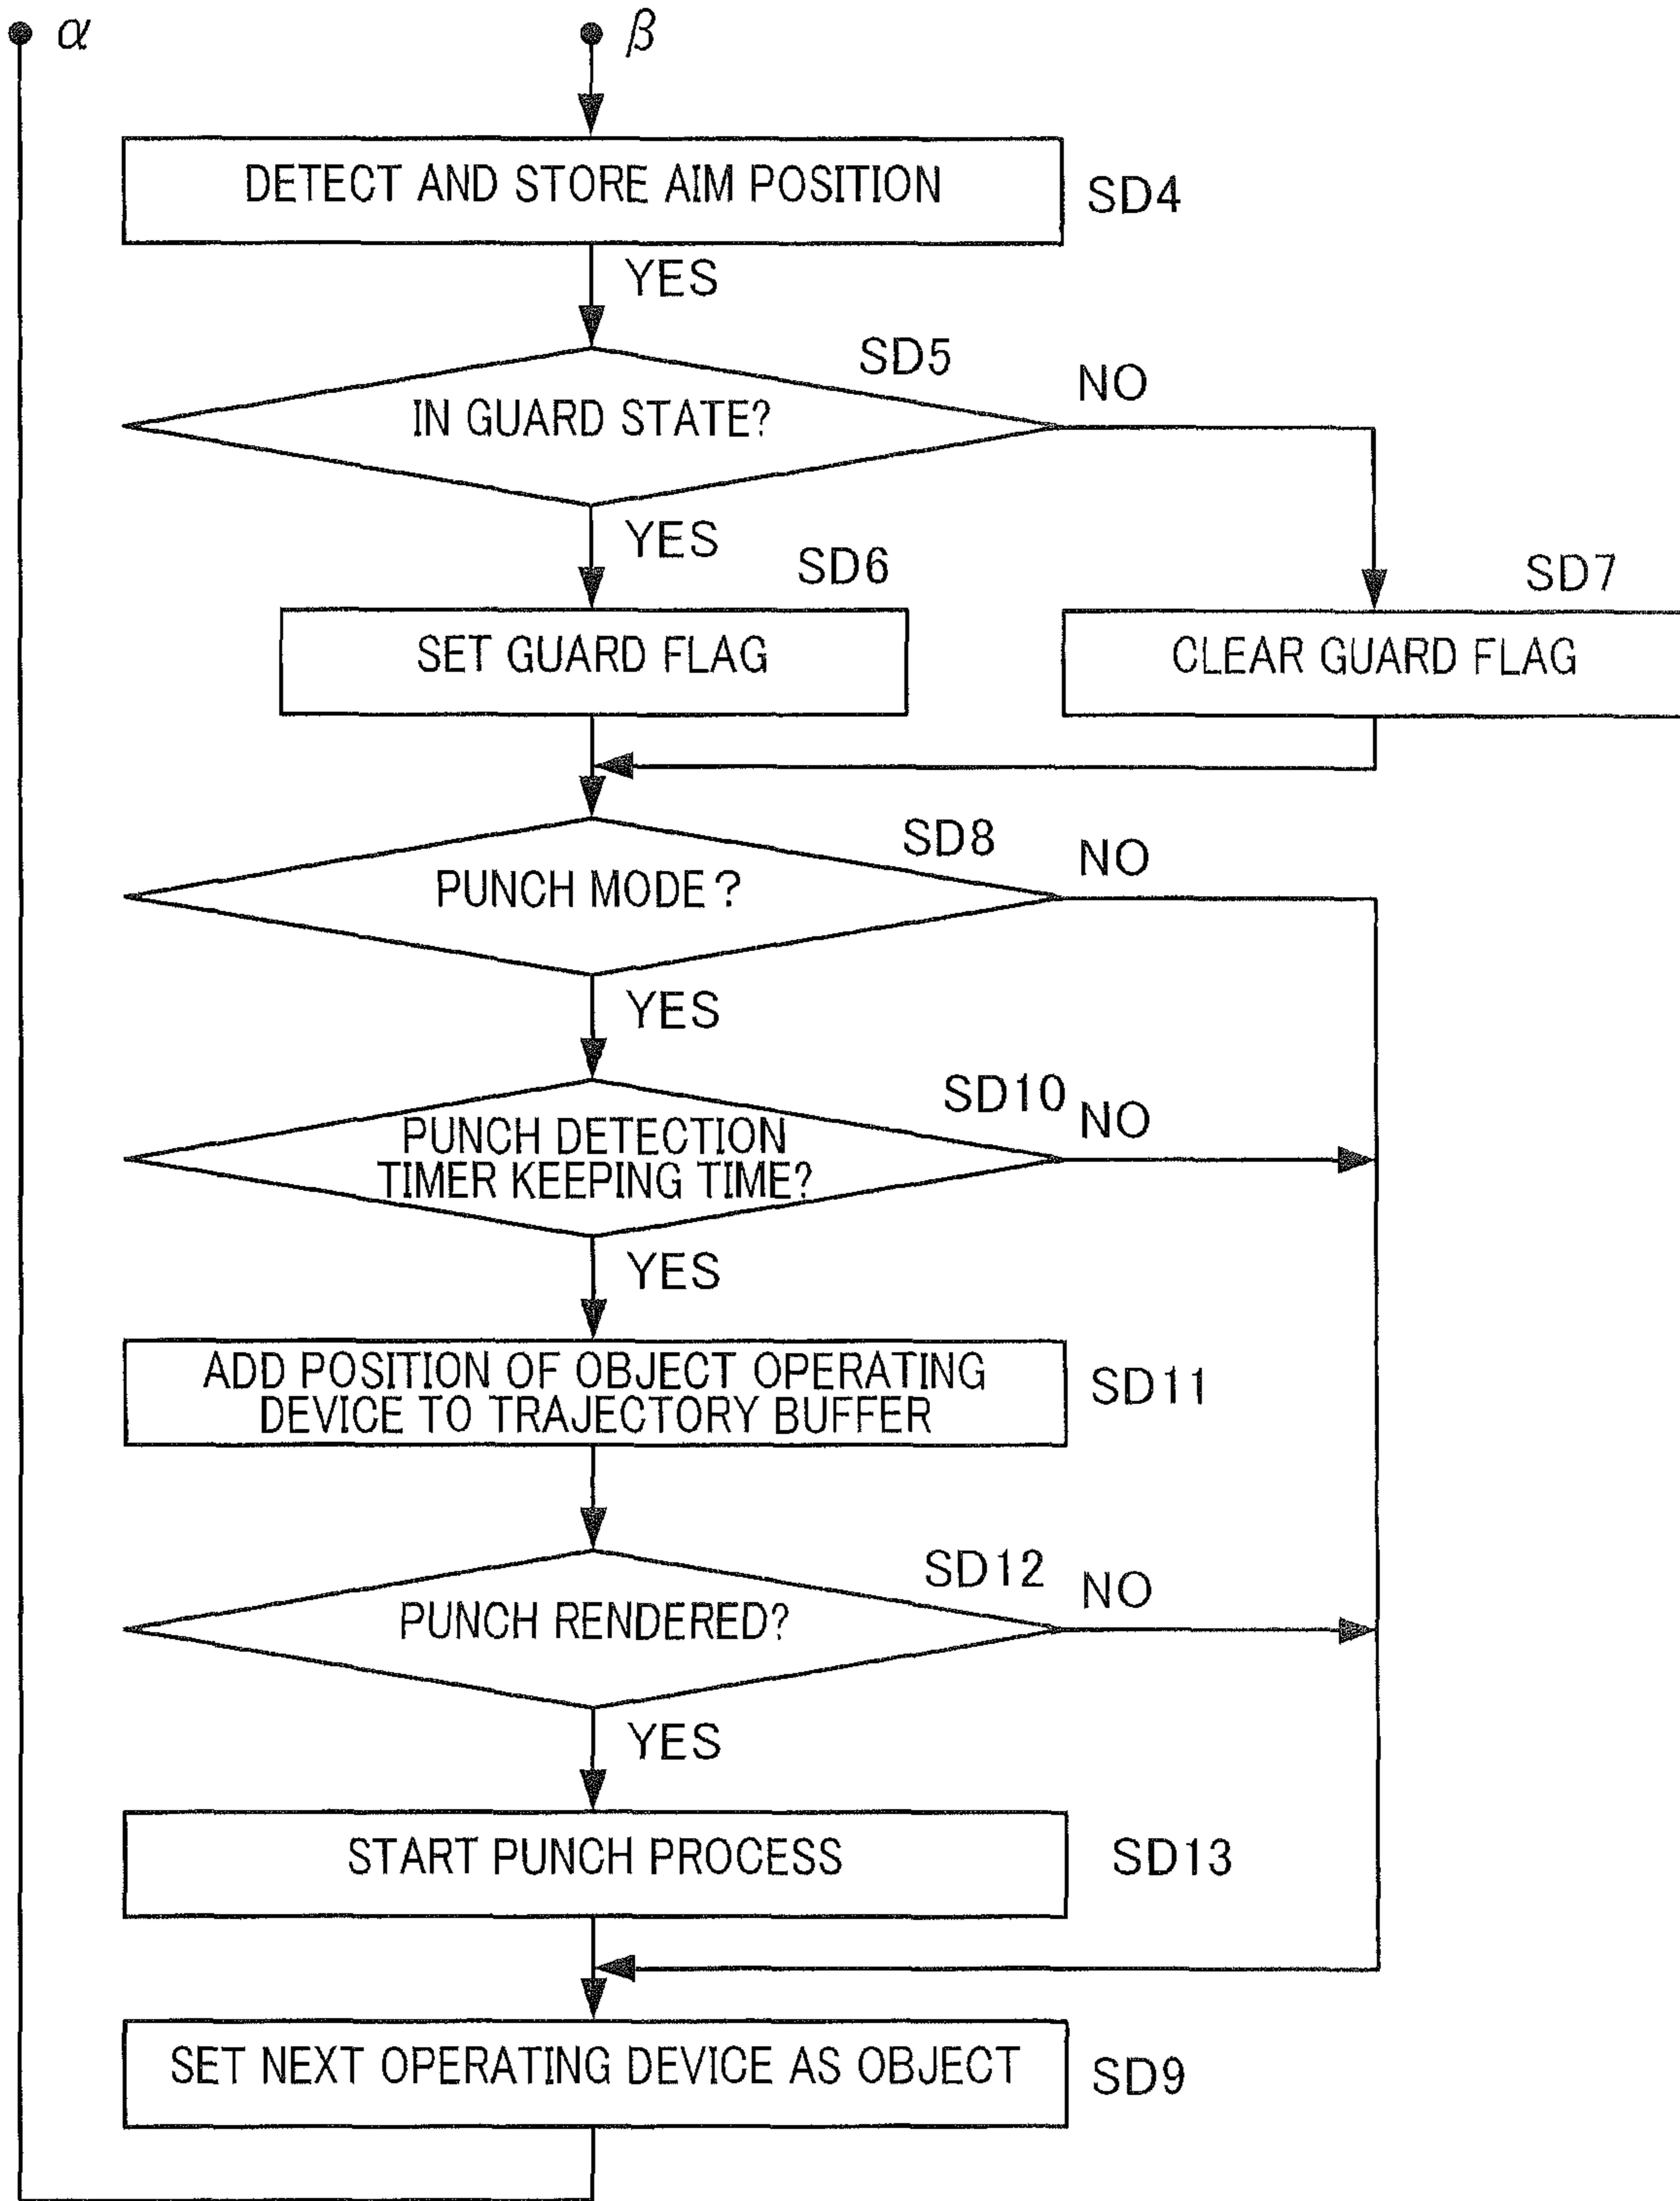 α
β
DETECT AND STORE AIM POSITION
SD4
YES
SD5
NO
IN GUARD STATE?
YES
SD6
SD7
SET GUARD FLAG
CLEAR GUARD FLAG
SD8
NO
PUNCH MODE ?
YES
SD10
NO
PUNCH DETECTION
TIMER KEEPING TIME?
YES
ADD POSITION OF OBJECT OPERATING
DEVICE TO TRAJECTORY BUFFER
SD11
SD12
NO
PUNCH RENDERED?
YES
START PUNCH PROCESS
SD13
SET NEXT OPERATING DEVICE AS OBJECT
SD9